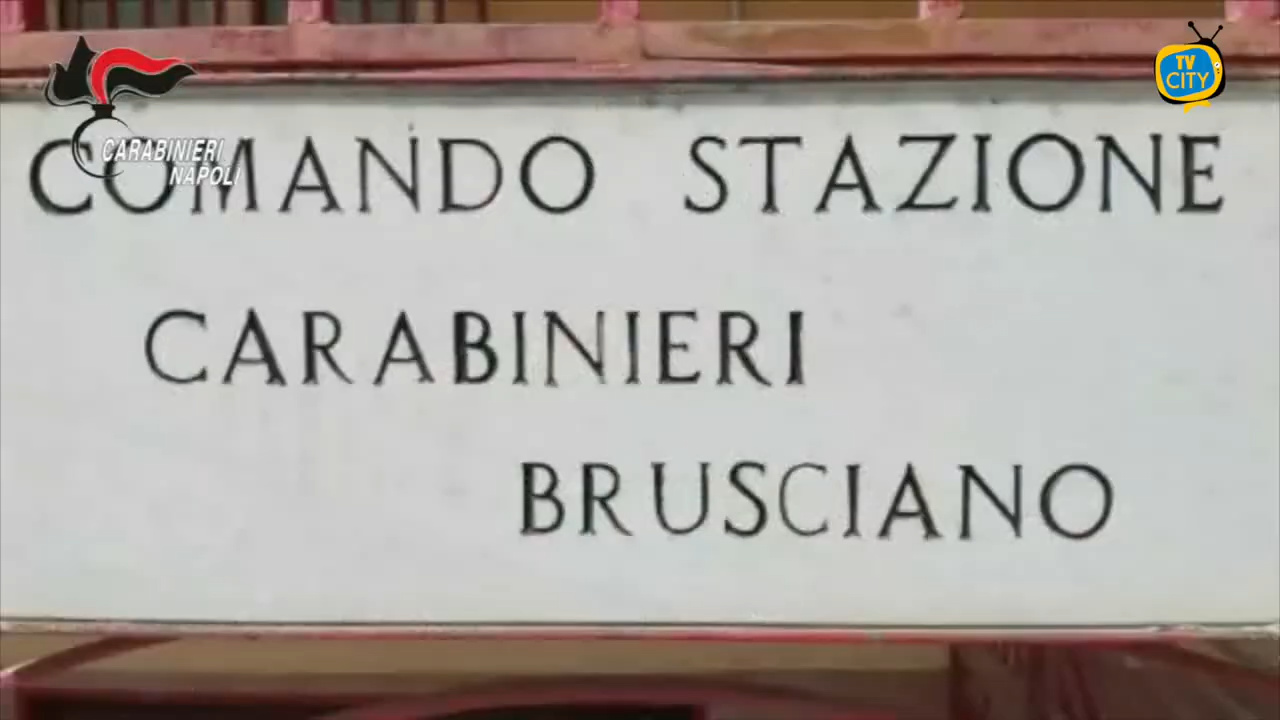 TV
CITY
CARABINIERI
NAPOLI
COMANDO STAZIONE
CARABINIERI
BRUSCIANO